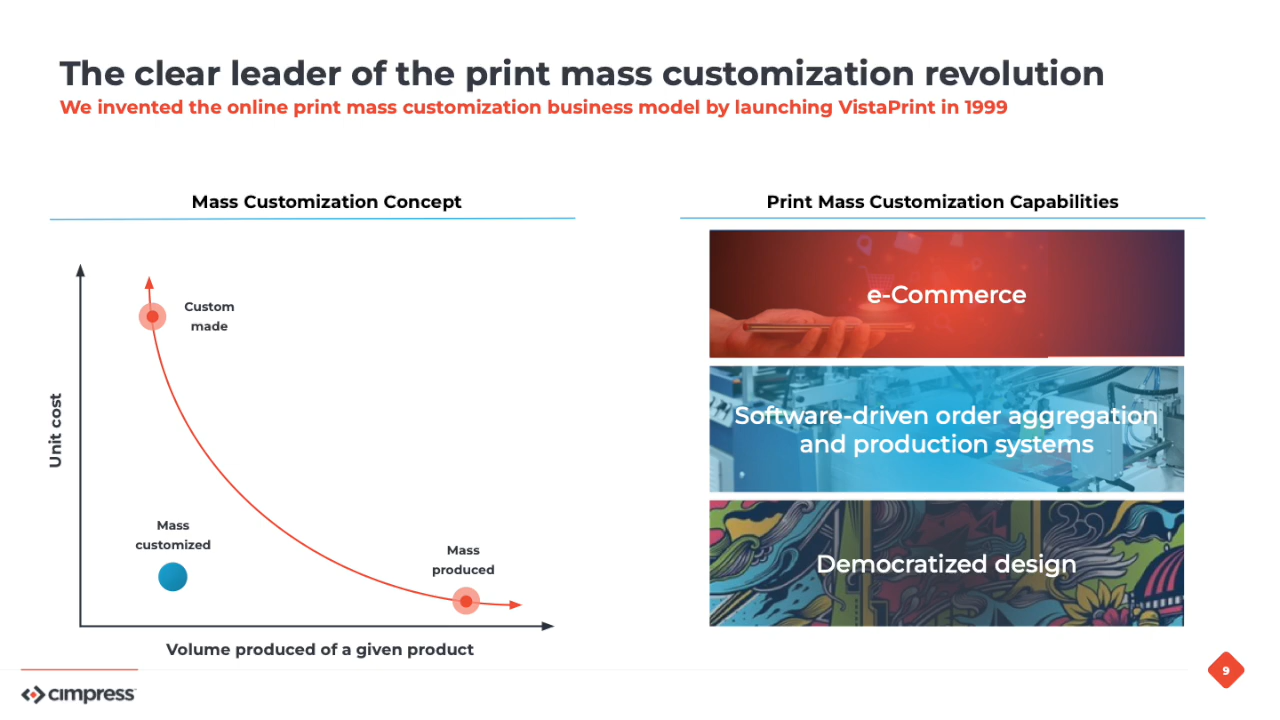 The clear leader of the print mass customization revolution
We invented the online print mass customization business model by launching VistaPrint in 1999
Mass Customization Concept
Unit cost
Custom
made
Mass
customized
Mass
produced
Volume produced of a given product
Print Mass Customization Capabilities
e-Commerce
Software-driven order aggregation
and production systems
Democratized design
cimpress
9